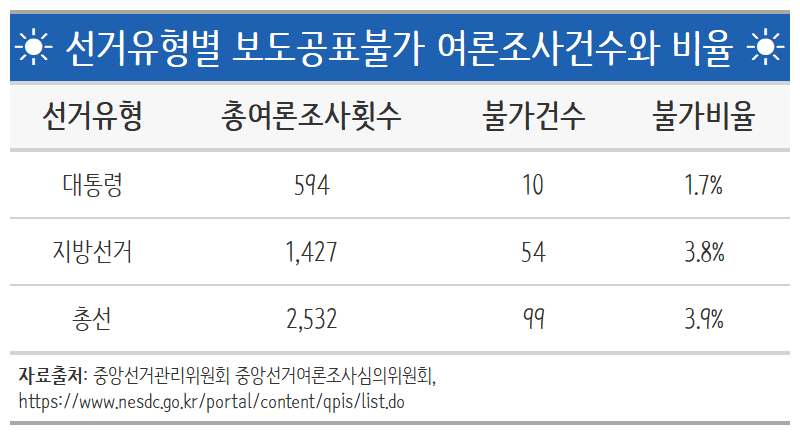 ☀ 선거유형별 보도공표불가 여론조사건수와 비율 ☀
선거유형 총여론조사횟수 불가건수 불가비율
대통령 594 10 1.7%
지방선거 1,427 54 3.8%
총선 2,532 99 3.9%
자료출처: 중앙선거관리위원회 중앙선거여론조사심의위원회,
https://www.nesdc.go.kr/portal/content/qpis/list.do